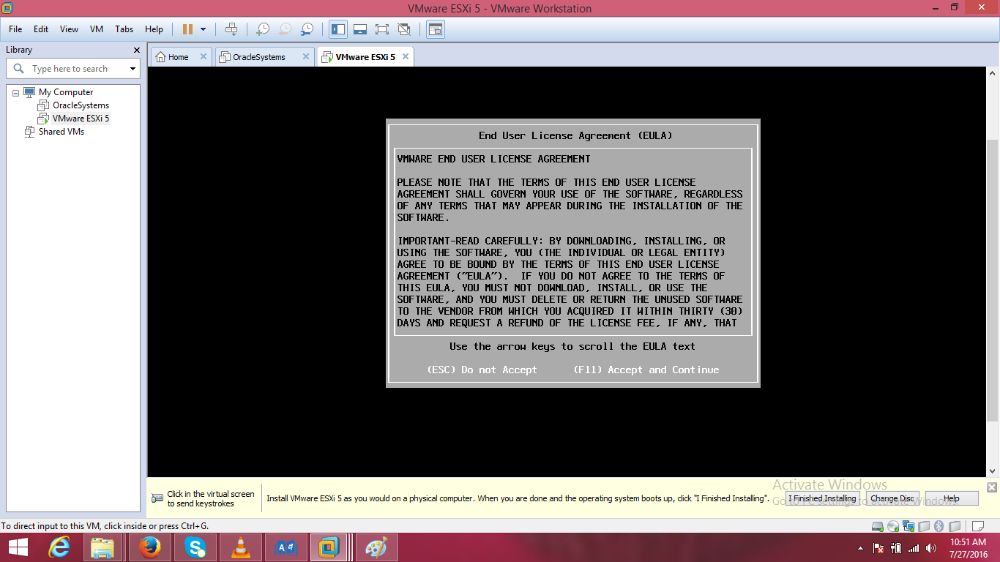 VMware ESXi 5 - VMware Workstation
File Edit View VM Tabs Help
Library
Type here to search
My Computer
OracleSystems
VMware ESXi 5
Shared VMs
Home
OracleSystems
VMware ESXi 5
End User License Agreement (EULA)
VMWARE END USER LICENSE AGREEMENT
PLEASE NOTE THAT THE TERMS OF THIS END USER LICENSE
AGREEMENT SHALL GOVERN YOUR USE OF THE SOFTWARE, REGARDLESS
OF ANY TERMS THAT MAY APPEAR DURING THE INSTALLATION OF THE
SOFTWARE.
IMPORTANT-READ CAREFULLY: BY DOWNLOADING, INSTALLING, OR
USING THE SOFTWARE, YOU (THE INDIVIDUAL OR LEGAL ENTITY)
AGREE TO BE BOUND BY THE TERMS OF THIS END USER LICENSE
AGREEMENT ("EULA"). IF YOU DO NOT AGREE TO THE TERMS OF
THIS EULA, YOU MUST NOT DOWNLOAD, INSTALL, OR USE THE
SOFTWARE, AND YOU MUST DELETE OR RETURN THE UNUSED SOFTWARE
TO THE VENDOR FROM WHICH YOU ACQUIRED IT WITHIN THIRTY (30)
DAYS AND REQUEST A REFUND OF THE LICENSE FEE, IF ANY, THAT
Use the arrow keys to scroll the EULA text
(ESC) Do not Accept (F11) Accept and Continue
Click in the virtual screen
to send keystrokes
Install VMware ESXi 5 as you would on a physical computer. When you are done and the operating system boots up, click "I Finished Installing".
Activate Windows
Go to PC settings to activate Windows.
I Finished Installing
Change Disc
Help
To direct input to this VM, click inside or press Ctrl+G.
10:51 AM
7/27/2016